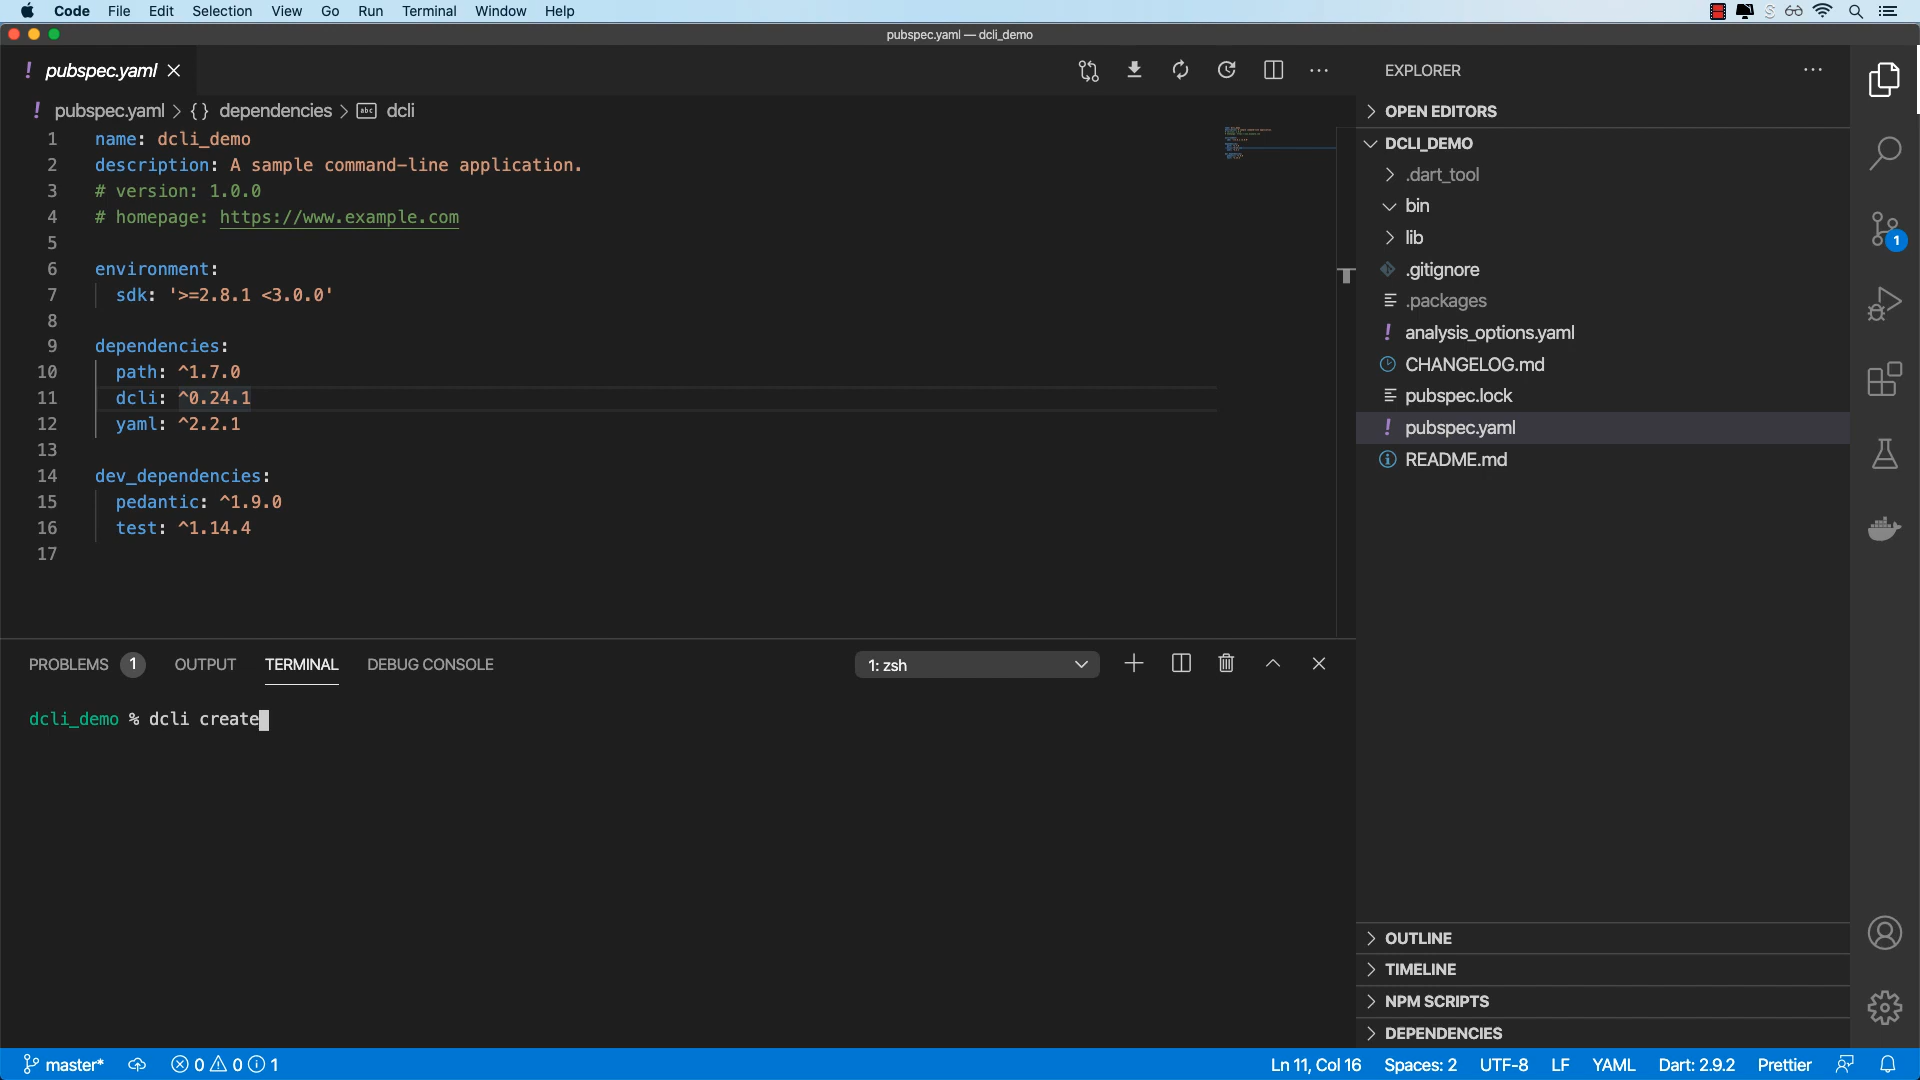 Code File Edit Selection View Go Run Terminal Window Help
pubspec.yaml — dcli_demo
! pubspec.yaml
! pubspec.yaml > {} dependencies > abc dcli
1 name: dcli_demo
2 description: A sample command-line application.
3 # version: 1.0.0
4 # homepage: https://www.example.com
5
6 environment:
7 sdk: '>=2.8.1 <3.0.0'
8
9 dependencies:
10 path: ^1.7.0
11 dcli: ^0.24.1
12 yaml: ^2.2.1
13
14 dev_dependencies:
15 pedantic: ^1.9.0
16 test: ^1.14.4
17
PROBLEMS 1 OUTPUT TERMINAL DEBUG CONSOLE 1: zsh
dcli_demo % dcli create
EXPLORER
OPEN EDITORS
DCLI_DEMO
.dart_tool
bin
lib
.gitignore
.packages
! analysis_options.yaml
CHANGELOG.md
pubspec.lock
! pubspec.yaml
README.md
OUTLINE
TIMELINE
NPM SCRIPTS
DEPENDENCIES
1
master* 0 0 1 Ln 11, Col 16 Spaces: 2 UTF-8 LF YAML Dart: 2.9.2 Prettier